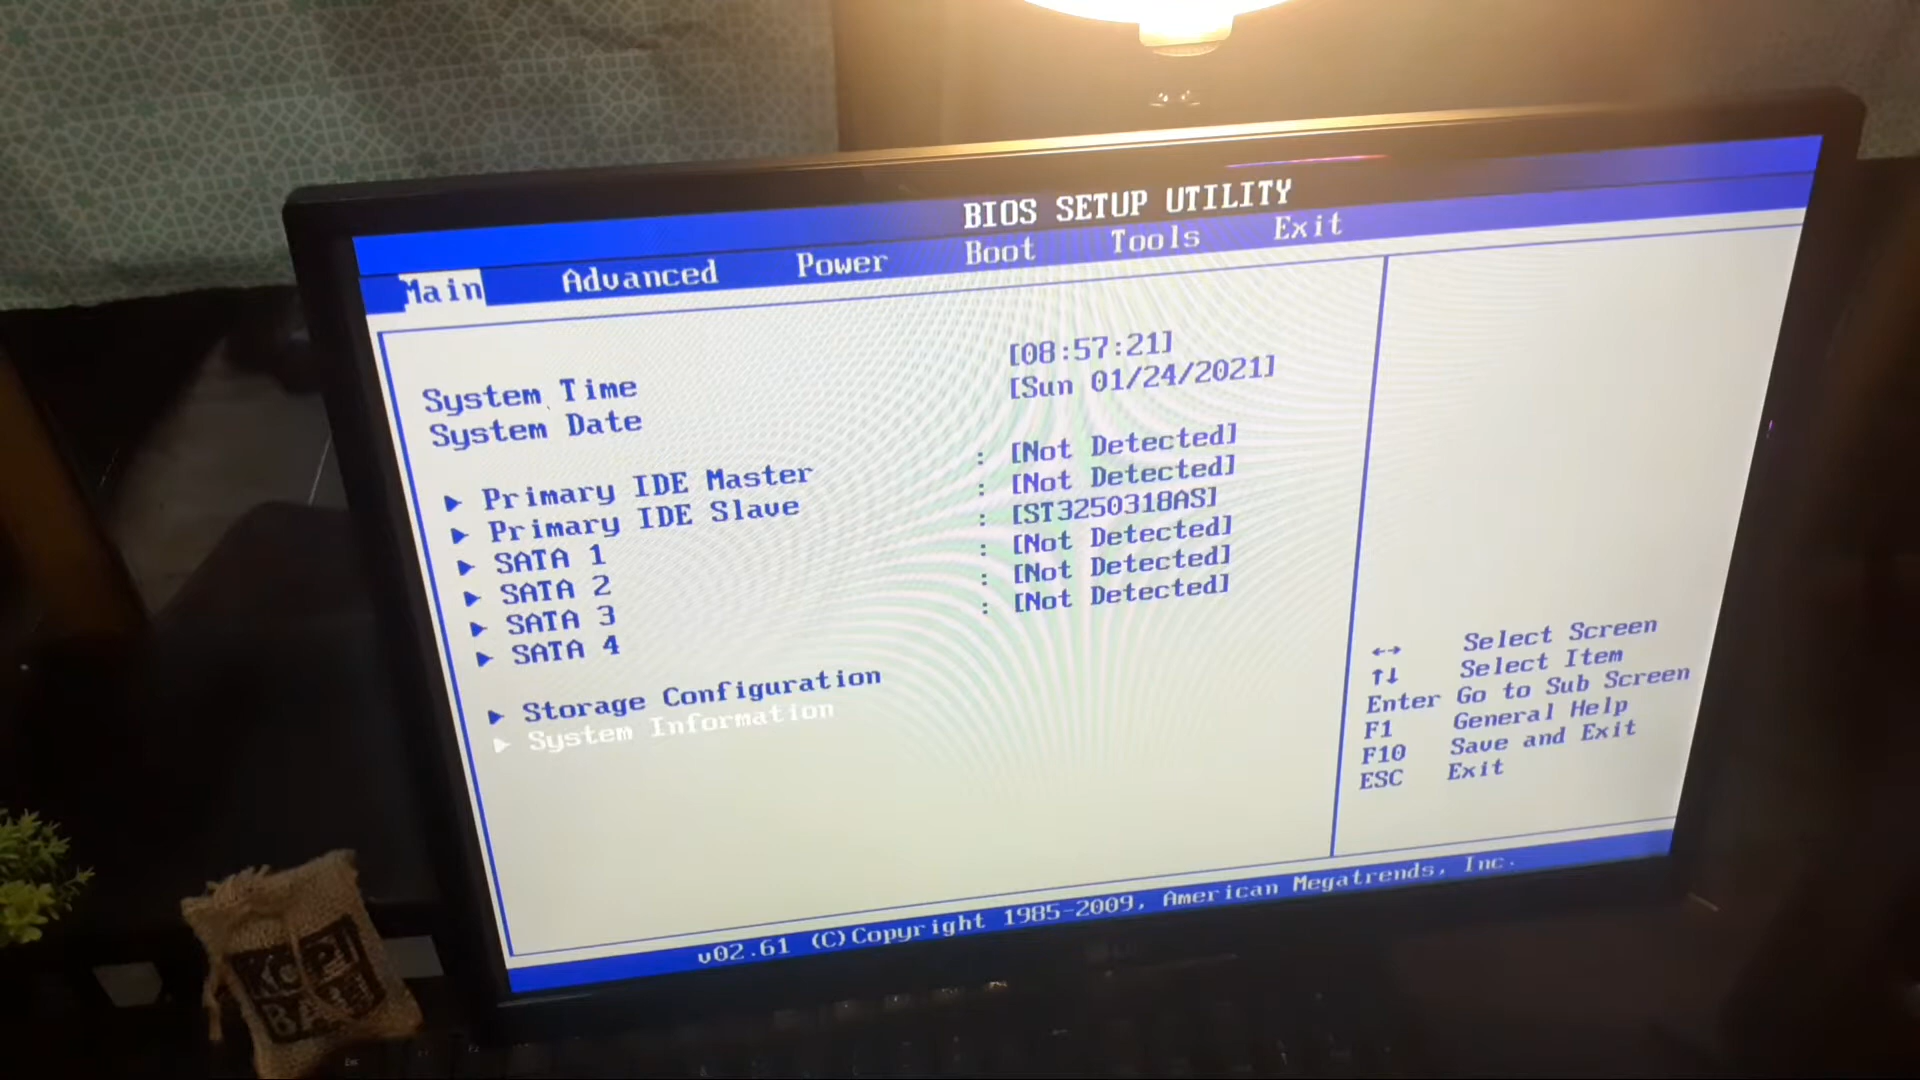 BIOS SETUP UTILITY
Main Advanced Power Boot Tools Exit
System Time [08:57:21]
System Date [Sun 01/24/2021]
▶ Primary IDE Master : [Not Detected]
▶ Primary IDE Slave : [Not Detected]
▶ SATA 1 : [ST3250318AS]
▶ SATA 2 : [Not Detected]
▶ SATA 3 : [Not Detected]
▶ SATA 4 : [Not Detected]
▶ Storage Configuration
▶ System Information
←→ Select Screen
↑↓ Select Item
Enter Go to Sub Screen
F1 General Help
F10 Save and Exit
ESC Exit
v02.61 (C)Copyright 1985-2009, American Megatrends, Inc.